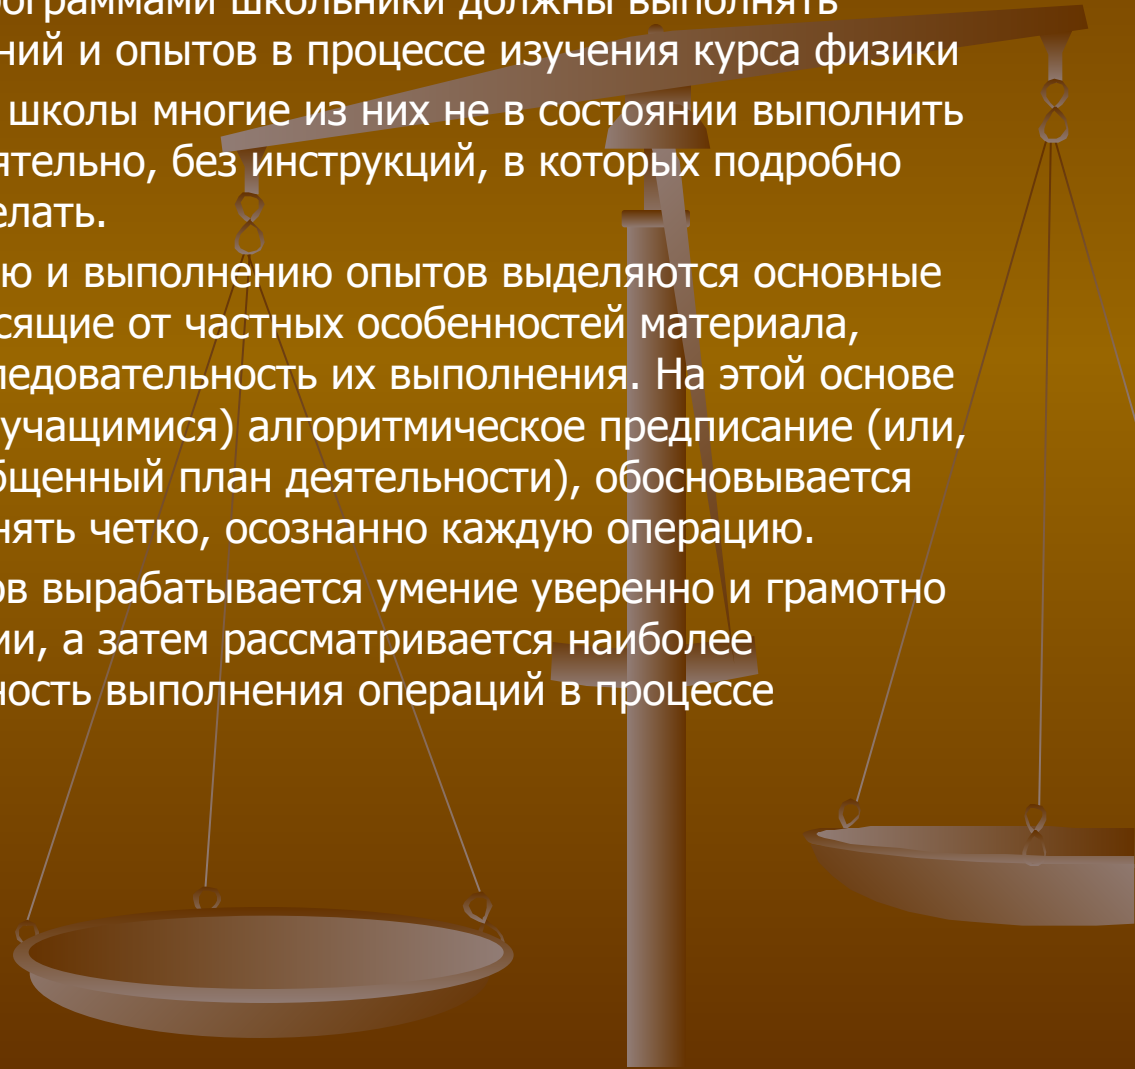 рограммами школьники должны выполнять
ний и опытов в процессе изучения курса физики
школы многие из них не в состоянии выполнить
ятельно, без инструкций, в которых подробно
елать.
ю и выполнению опытов выделяются основные
сящие от частных особенностей материала,
ледовательность их выполнения. На этой основе
учащимися) алгоритмическое предписание (или,
бщенный план деятельности), обосновывается
нять четко, осознанно каждую операцию.
ов вырабатывается умение уверенно и грамотно
ии, а затем рассматривается наиболее
ность выполнения операций в процессе